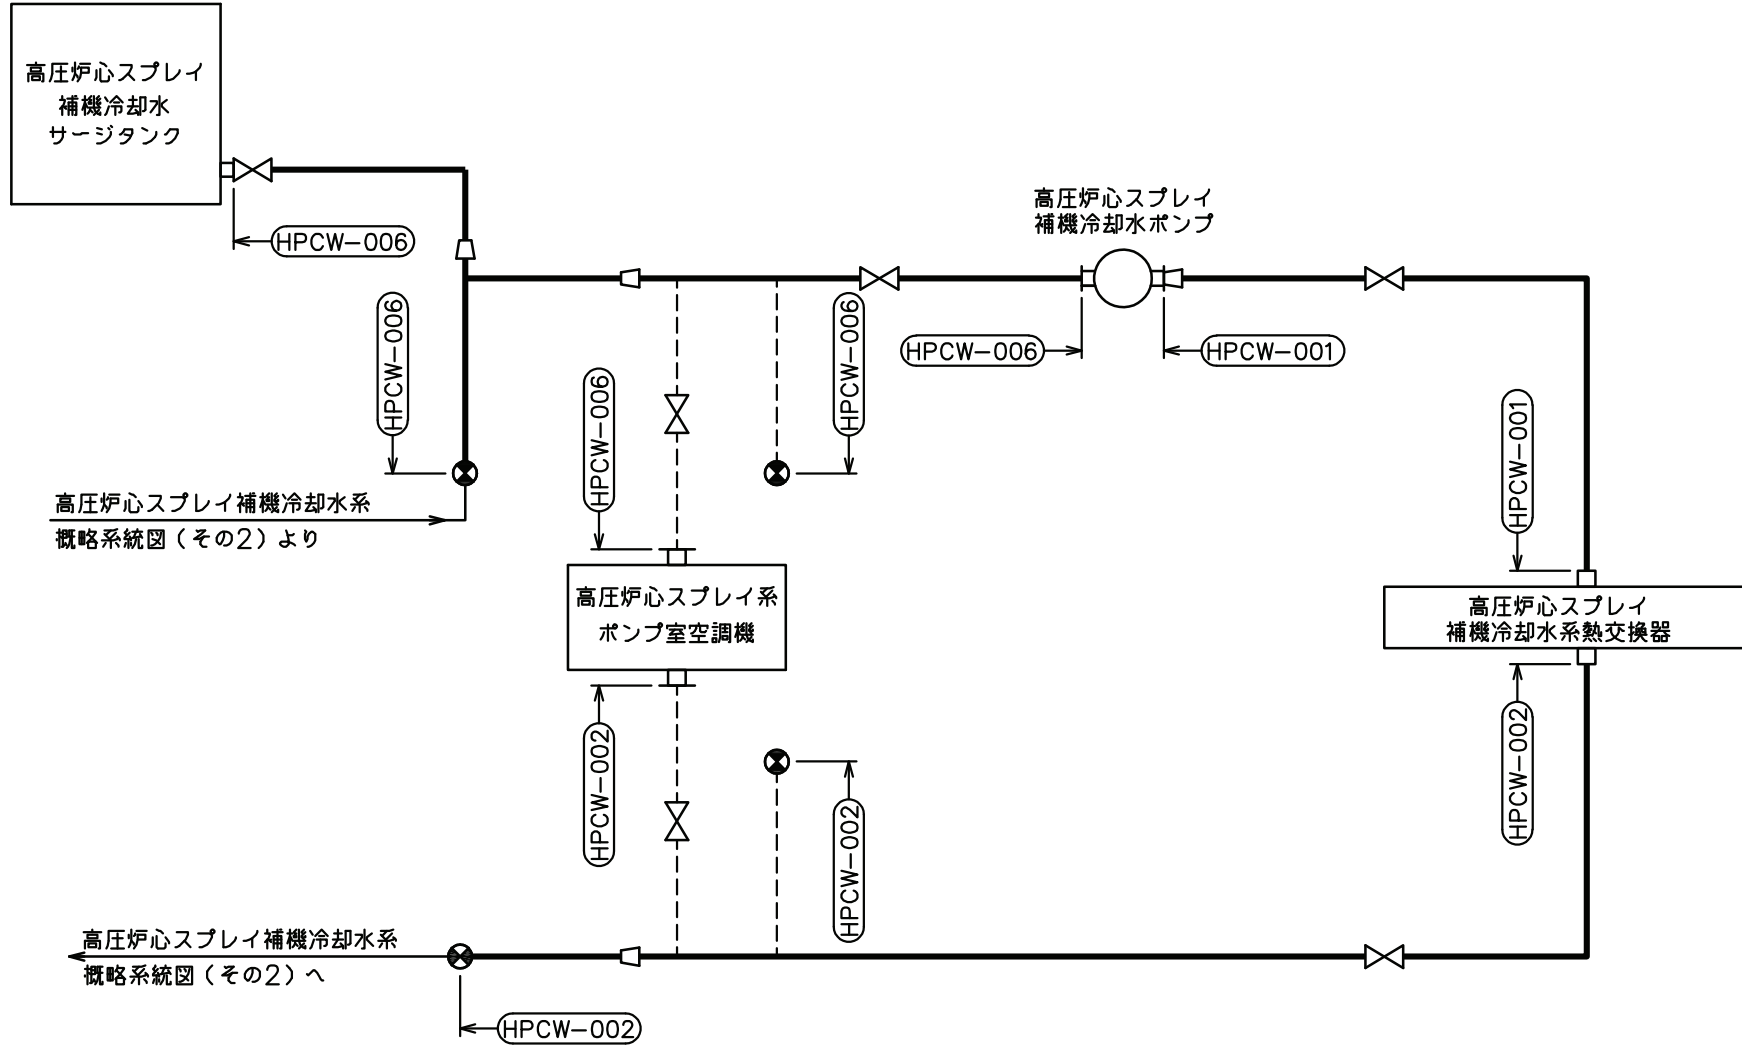 高圧炉心スプレイ
補機冷却水
サージタンク
HPCW-006
高圧炉心スプレイ
補機冷却水ポンプ
HPCW-006
HPCW-006
HPCW-006
HPCW-006
HPCW-001
HPCW-001
高圧炉心スプレイ補機冷却水系
概略系統図(その2)より
高圧炉心スプレイ系
ポンプ室空調機
高圧炉心スプレイ
補機冷却水系熱交換器
HPCW-002
HPCW-002
HPCW-002
高圧炉心スプレイ補機冷却水系
概略系統図(その2)へ
HPCW-002